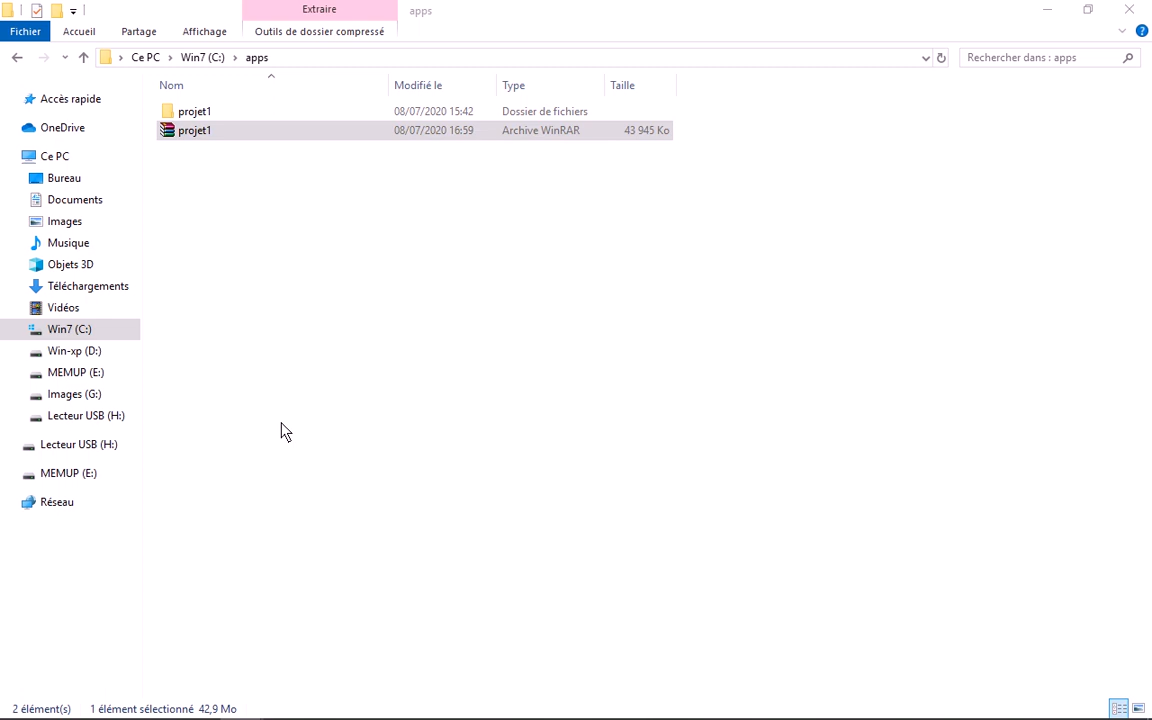 Extraire
apps
Fichier
Accueil
Partage
Affichage
Outils de dossier compressé
Ce PC > Win7 (C:) > apps
Rechercher dans : apps
Nom
Modifié le
Type
Taille
projet1
08/07/2020 15:42
Dossier de fichiers
projet1
08/07/2020 16:59
Archive WinRAR
43 945 Ko
Accès rapide
OneDrive
Ce PC
Bureau
Documents
Images
Musique
Objets 3D
Téléchargements
Vidéos
Win7 (C:)
Win-xp (D:)
MEMUP (E:)
Images (G:)
Lecteur USB (H:)
Lecteur USB (H:)
MEMUP (E:)
Réseau
2 élément(s)
1 élément sélectionné 42,9 Mo